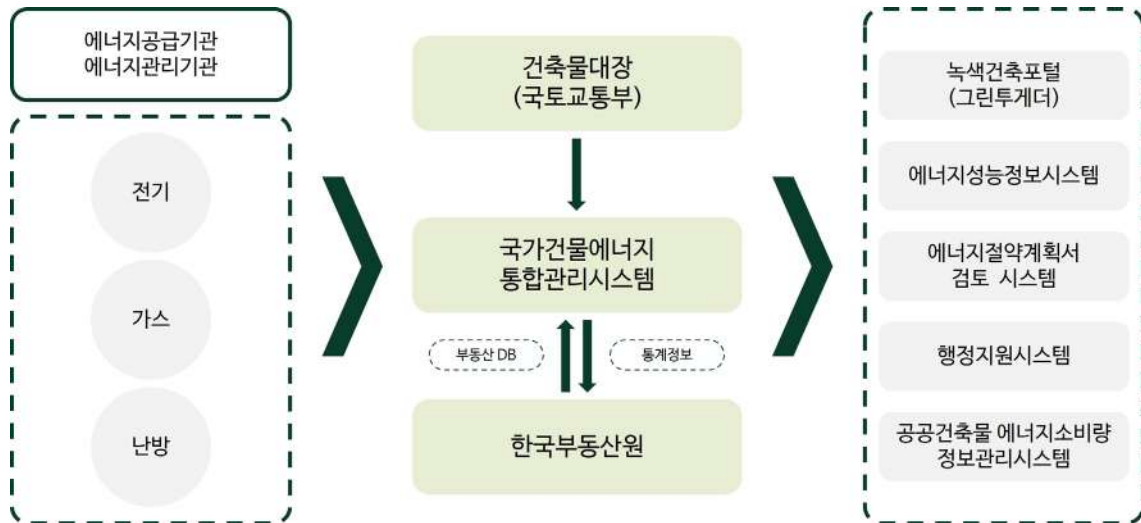 에너지공급기관
에너지관리기관
전기
가스
난방
건축물대장
(국토교통부)
국가건물에너지
통합관리시스템
부동산 DB
통계정보
한국부동산원
녹색건축포털
(그린투게더)
에너지성능정보시스템
에너지절약계획서
검토 시스템
행정지원시스템
공공건축물 에너지소비량
정보관리시스템